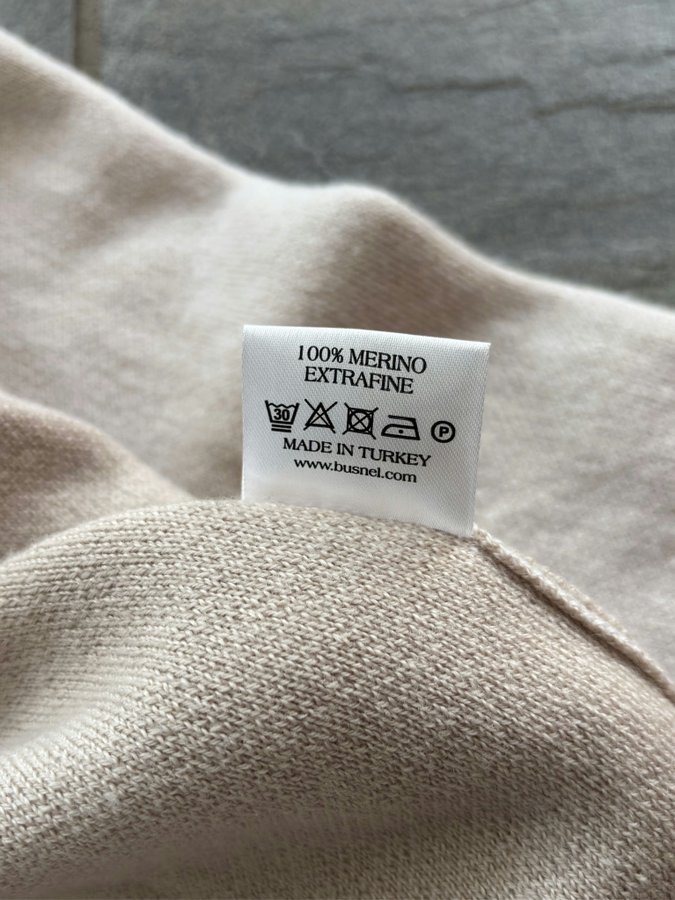 100% MERINO
EXTRAFINE
30 P
MADE IN TURKEY
www.busnel.com